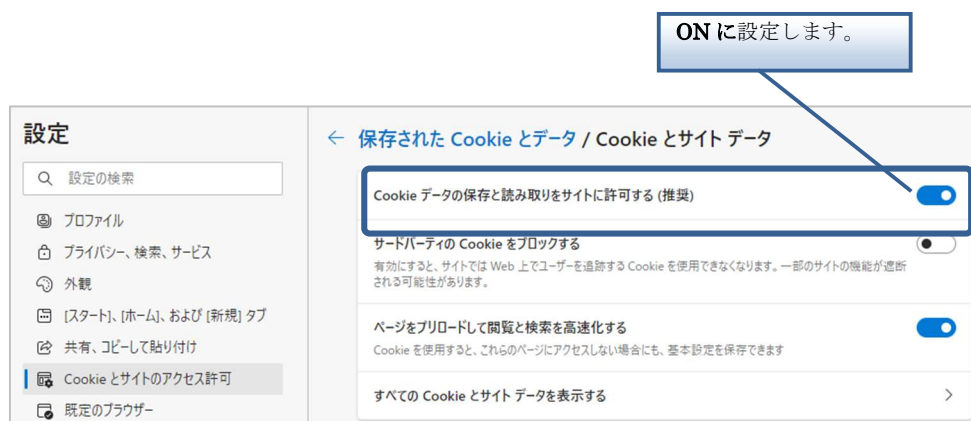 ON に設定します。
設定
設定の検索
プロファイル
プライバシー、検索、サービス
外観
[スタート]、[ホーム]、および [新規] タブ
共有、コピーして貼り付け
Cookie とサイトのアクセス許可
既定のブラウザー
← 保存された Cookie とデータ / Cookie とサイト データ
Cookie データの保存と読み取りをサイトに許可する (推奨)
サードパーティの Cookie をブロックする
有効にすると、サイトでは Web 上でユーザーを追跡する Cookie を使用できなくなります。一部のサイトの機能が遮断
される可能性があります。
ページをプリロードして閲覧と検索を高速化する
Cookie を使用すると、これらのページにアクセスしない場合にも、基本設定を保存できます
すべての Cookie とサイト データを表示する